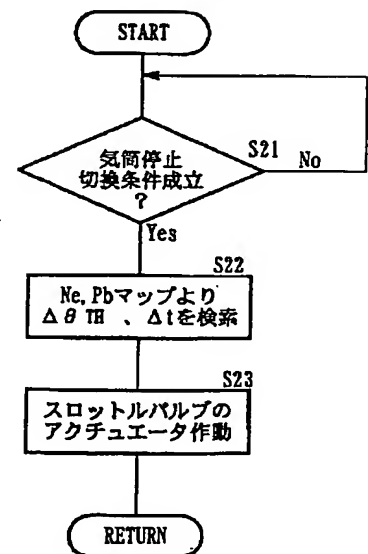 START
気筒停止
切換条件成立
?
S21
No
Yes
S22
Ne,Pbマップより
ΔθTH 、Δtを検索
S23
スロットルバルブの
アクチュエータ作動
RETURN